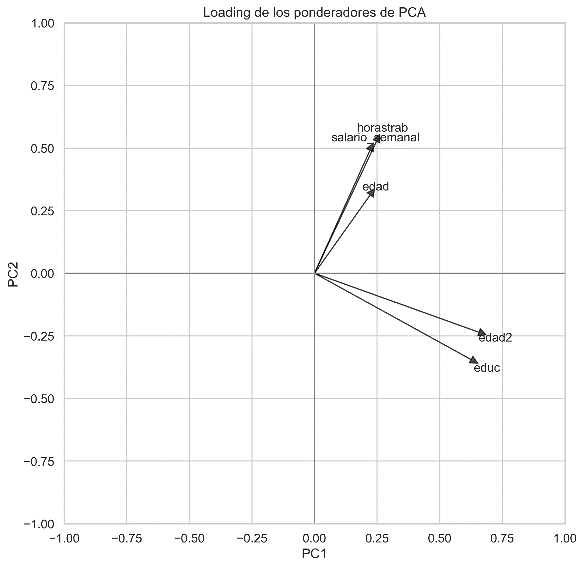 Loading de los ponderadores de PCA
1.00
0.75
0.50
0.25
0.00
−0.25
−0.50
−0.75
−1.00
PC2
horastrab
salario_semanal
edad
edad2
educ
−1.00 −0.75 −0.50 −0.25 0.00 0.25 0.50 0.75 1.00
PC1